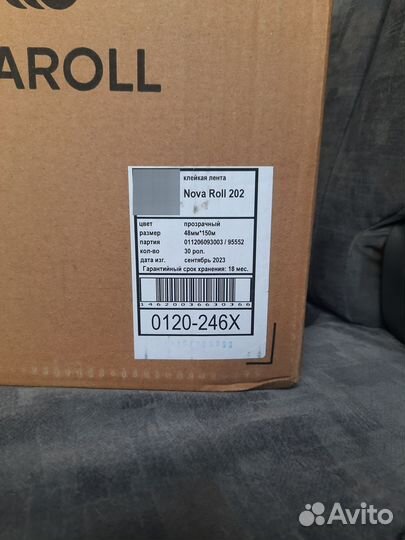 AROLL
клейкая лента
Nova Roll 202
цвет прозрачный
размер 48мм*150м
партия 011206093003 / 95552
кол-во 30 рол.
дата изг. сентябрь 2023
Гарантийный срок хранения: 18 мес.
14620036630366
0120-246X
Avito